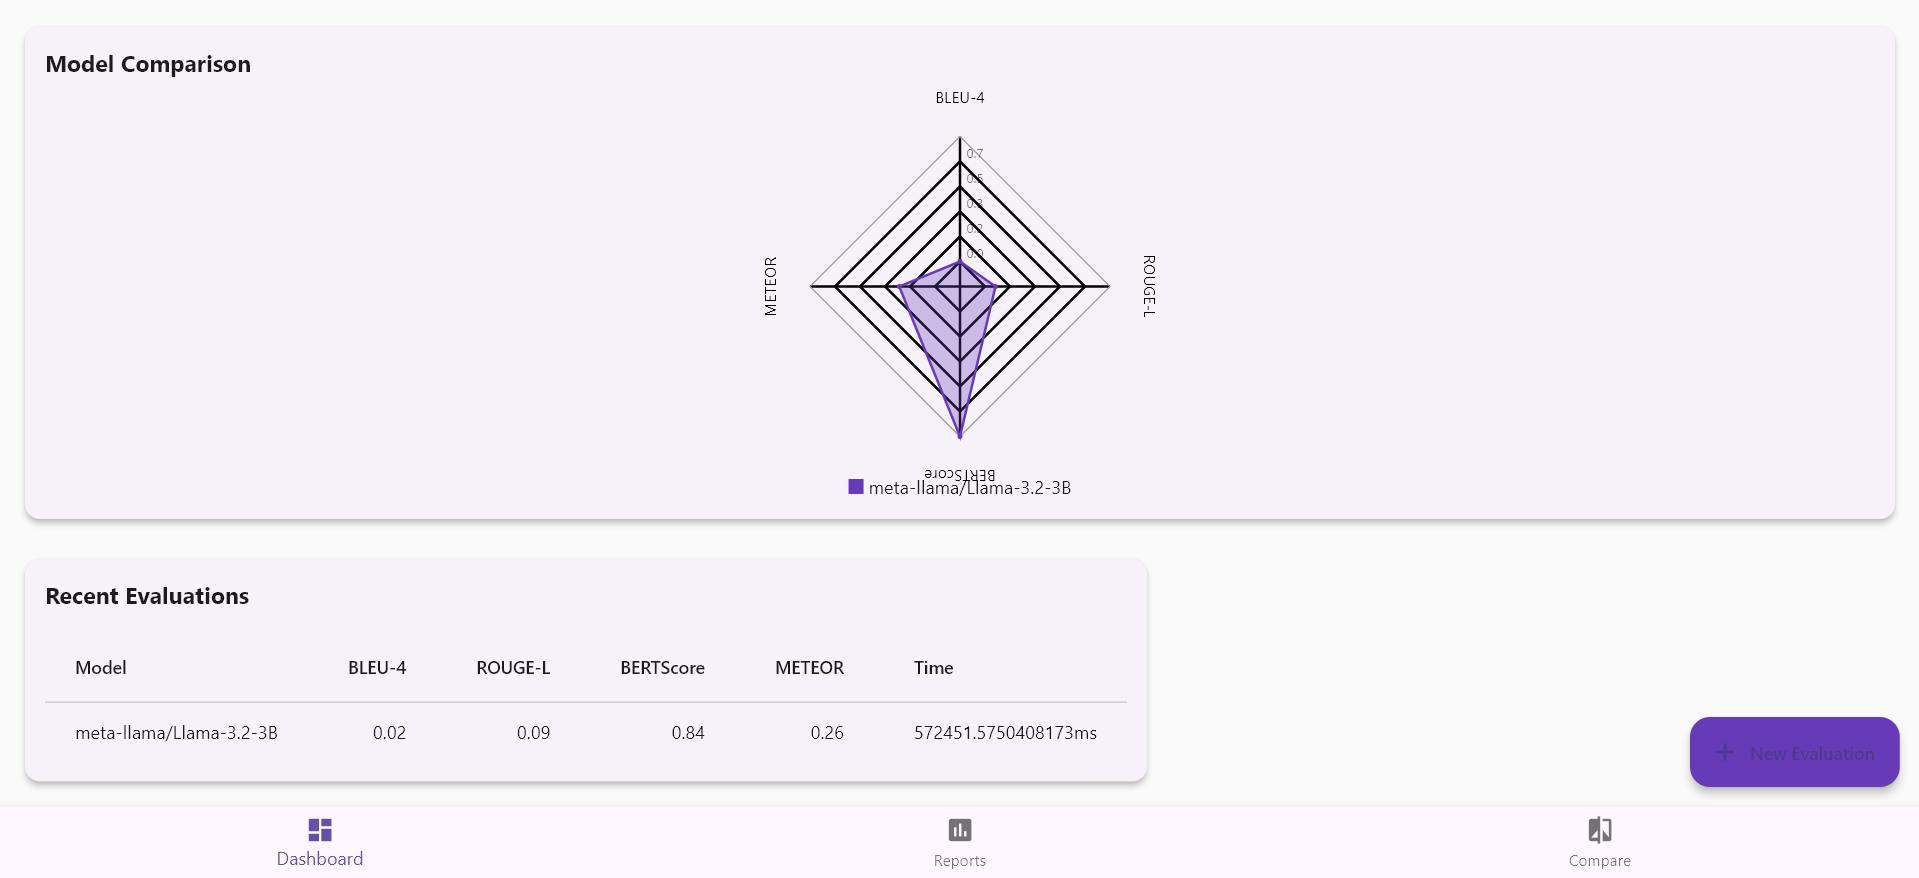 Model Comparison
BLEU-4
0.7
0.5
0.3
0.2
0.0
METEOR
ROUGE-L
BERTScore
meta-llama/Llama-3.2-3B
Recent Evaluations
Model BLEU-4 ROUGE-L BERTScore METEOR Time
meta-llama/Llama-3.2-3B 0.02 0.09 0.84 0.26 572451.5750408173ms
+ New Evaluation
Dashboard Reports Compare